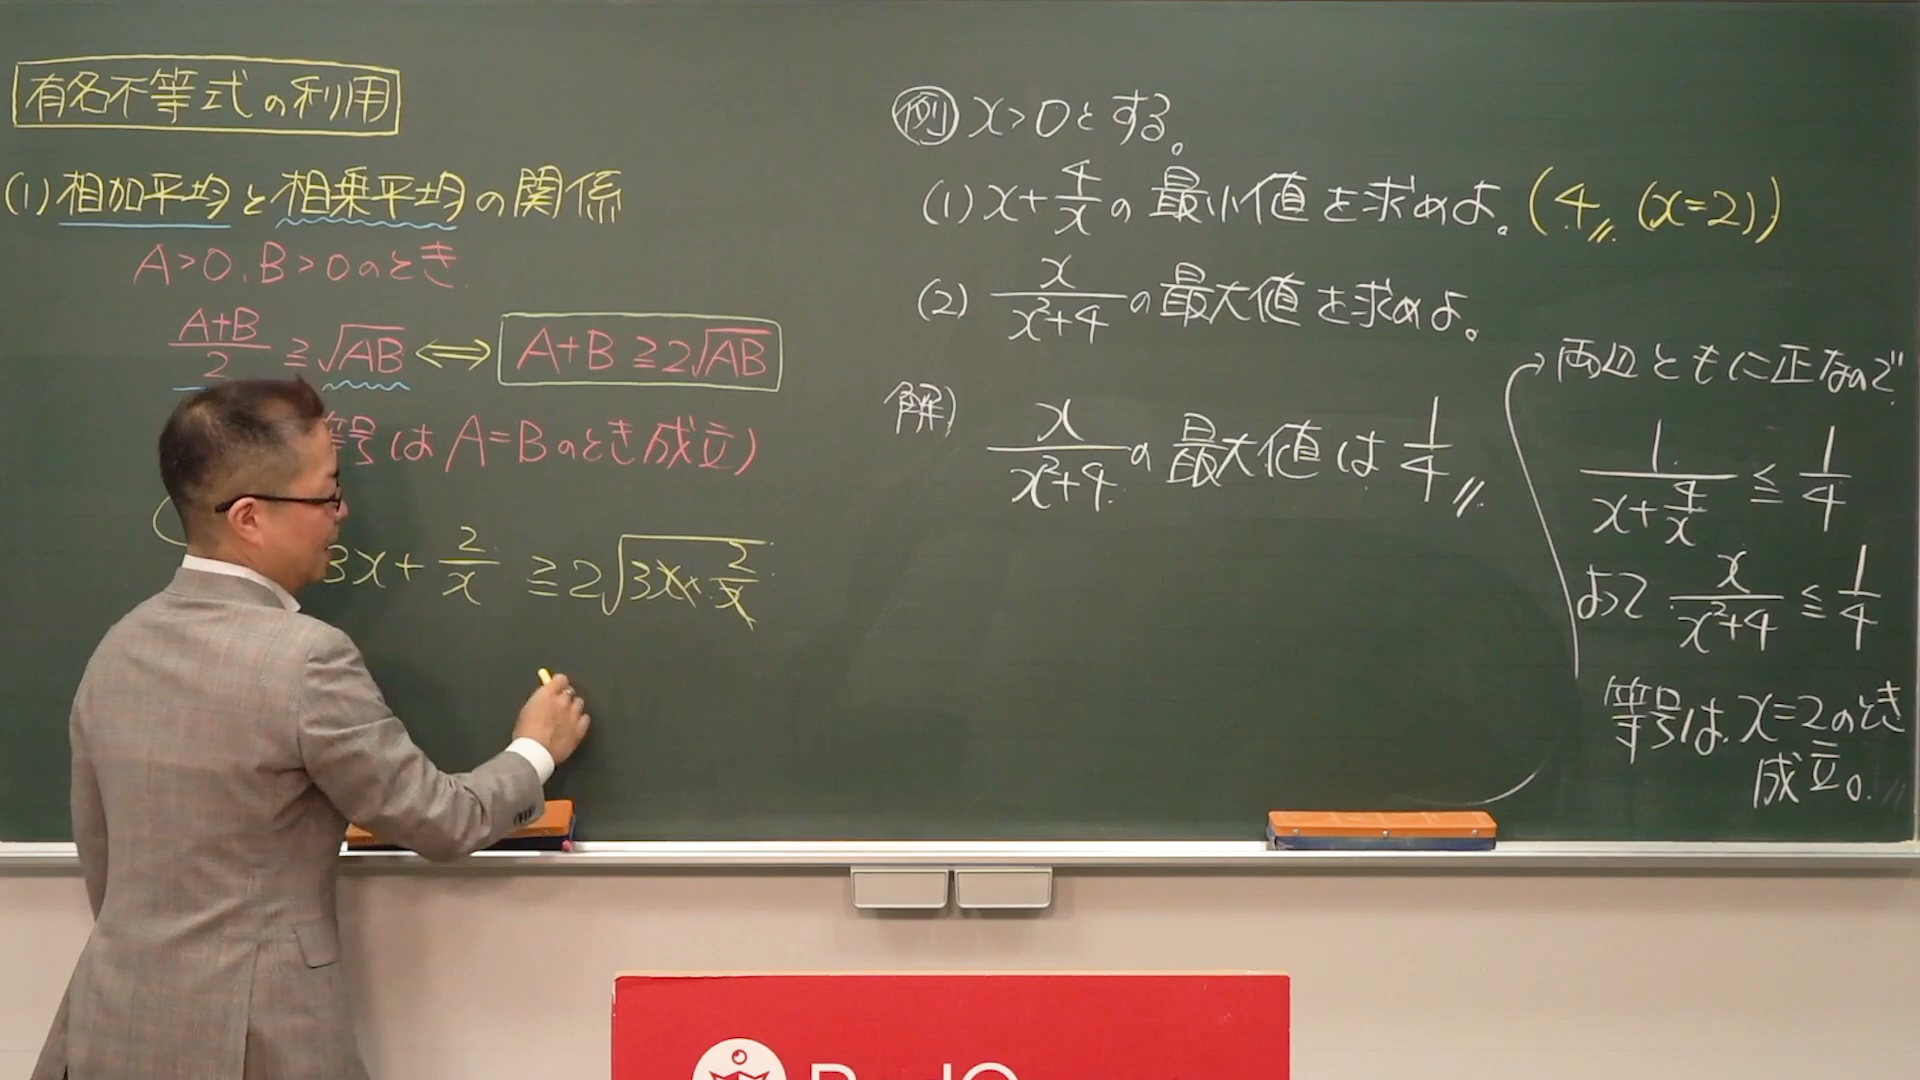 有名不等式の利用
(1)相加平均と相乗平均の関係
A>0、B>0のとき
A+B/2 ≧ √AB ⇔ A+B ≧ 2√AB
等号は A=Bのとき成立)
3x + 2/x ≧ 2√3x× 2/x
例 x>0とする。
(1) x+4/xの最小値を求めよ。(4 (x=2))
(2) x/x²+4の最大値を求めよ。
解) x/x²+4の最大値は 1/4
両辺ともに正なので
1/x+4/x ≦ 1/4
よって x/x²+4 ≦ 1/4
等号は x=2のとき
成立。